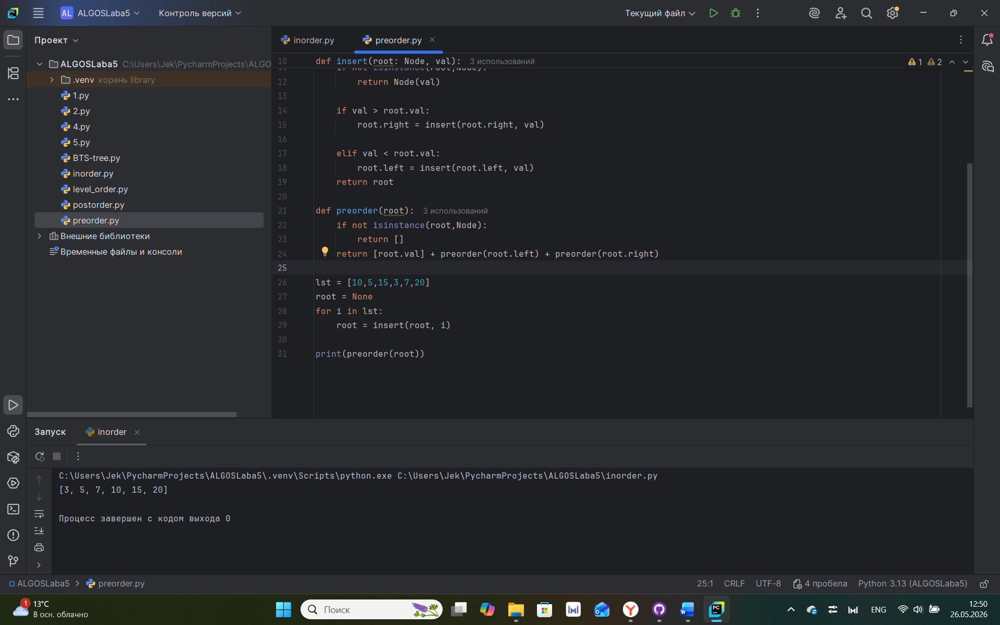 AL ALGOSLaba5 Контроль версий Текущий файл
Проект
inorder.py preorder.py
ALGOSLaba5 C:\Users\Jek\PycharmProjects\ALGO
.venv корень library
1.py
2.py
4.py
5.py
BTS-tree.py
inorder.py
level_order.py
postorder.py
preorder.py
Внешние библиотеки
Временные файлы и консоли
10 def insert(root: Node, val): 3 использований 1 2
11 if not isinstance(root,Node):
12 return Node(val)
13
14 if val > root.val:
15 root.right = insert(root.right, val)
16
17 elif val < root.val:
18 root.left = insert(root.left, val)
19 return root
20
21 def preorder(root): 3 использований
22 if not isinstance(root,Node):
23 return []
24 return [root.val] + preorder(root.left) + preorder(root.right)
25
26 lst = [10,5,15,3,7,20]
27 root = None
28 for i in lst:
29 root = insert(root, i)
30
31 print(preorder(root))
Запуск inorder
C:\Users\Jek\PycharmProjects\ALGOSLaba5\.venv\Scripts\python.exe C:\Users\Jek\PycharmProjects\ALGOSLaba5\inorder.py
[3, 5, 7, 10, 15, 20]
Процесс завершен с кодом выхода 0
ALGOSLaba5 preorder.py 25:1 CRLF UTF-8 4 пробела Python 3.13 (ALGOSLaba5)
1 13°C
В осн. облачно
Поиск
ENG
12:50
26.05.2026